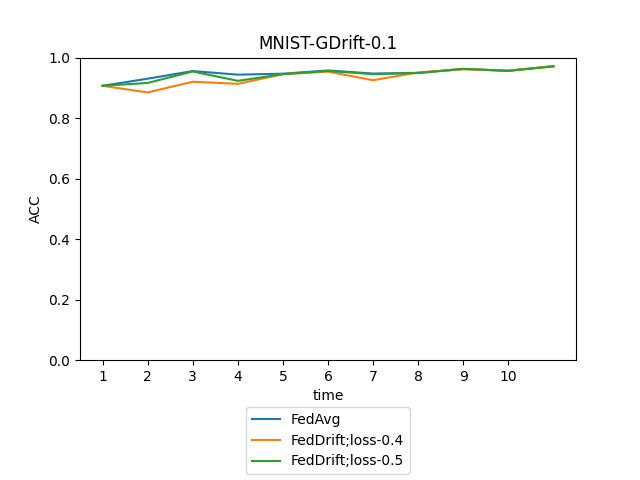 MNIST-GDrift-0.1
1.0
0.8
0.6
0.4
0.2
0.0
ACC
1 2 3 4 5 6 7 8 9 10
time
FedAvg
FedDrift;loss-0.4
FedDrift;loss-0.5